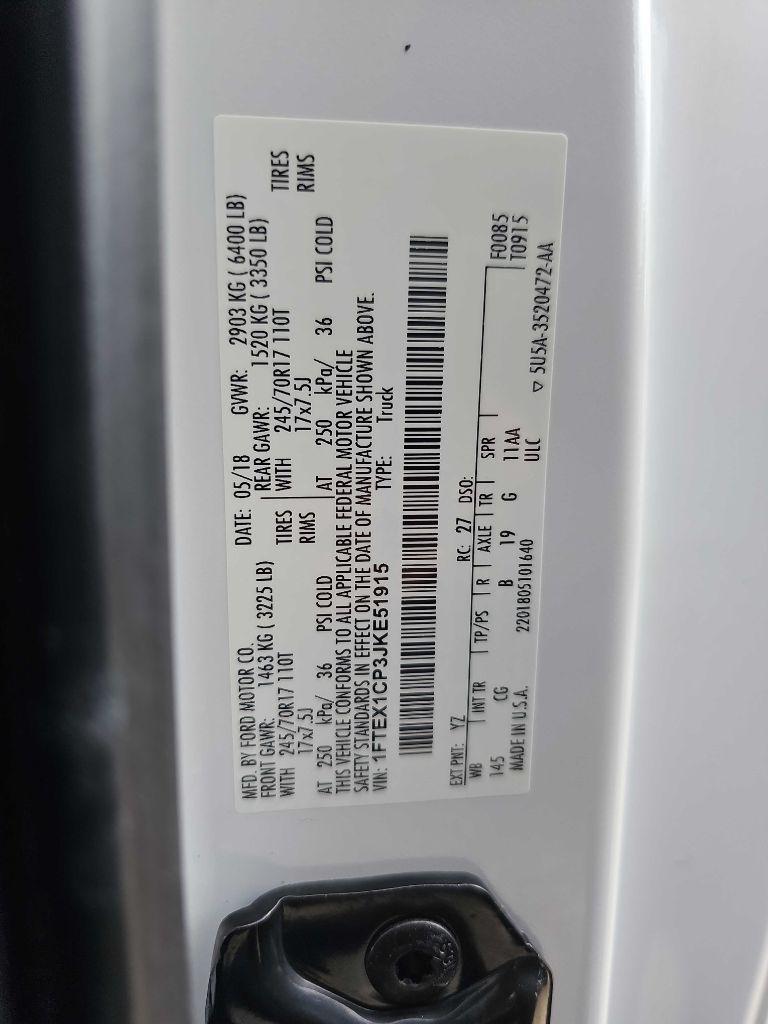 MFD. BY FORD MOTOR CO. DATE: 05/18 GVWR: 2903 KG ( 6400 LB)
FRONT GAWR: 1463 KG ( 3225 LB) REAR GAWR: 1520 KG ( 3350 LB)
WITH 245/70R17 110T TIRES WITH 245/70R17 110T TIRES
17x7.5J RIMS 17x7.5J RIMS
AT 250 kPa/ 36 PSI COLD AT 250 kPa/ 36 PSI COLD
THIS VEHICLE CONFORMS TO ALL APPLICABLE FEDERAL MOTOR VEHICLE
SAFETY STANDARDS IN EFFECT ON THE DATE OF MANUFACTURE SHOWN ABOVE.
VIN: 1FTEX1CP3JKE51915 TYPE: Truck
EXT PNT: YZ RC: 27 DSO:
WB INT TR TP/PS R AXLE TR SPR F0085
145 CG B 19 G 11AA T0915
MADE IN U.S.A. 2201805101640 ULC
▽ 5U5A-3520472-AA